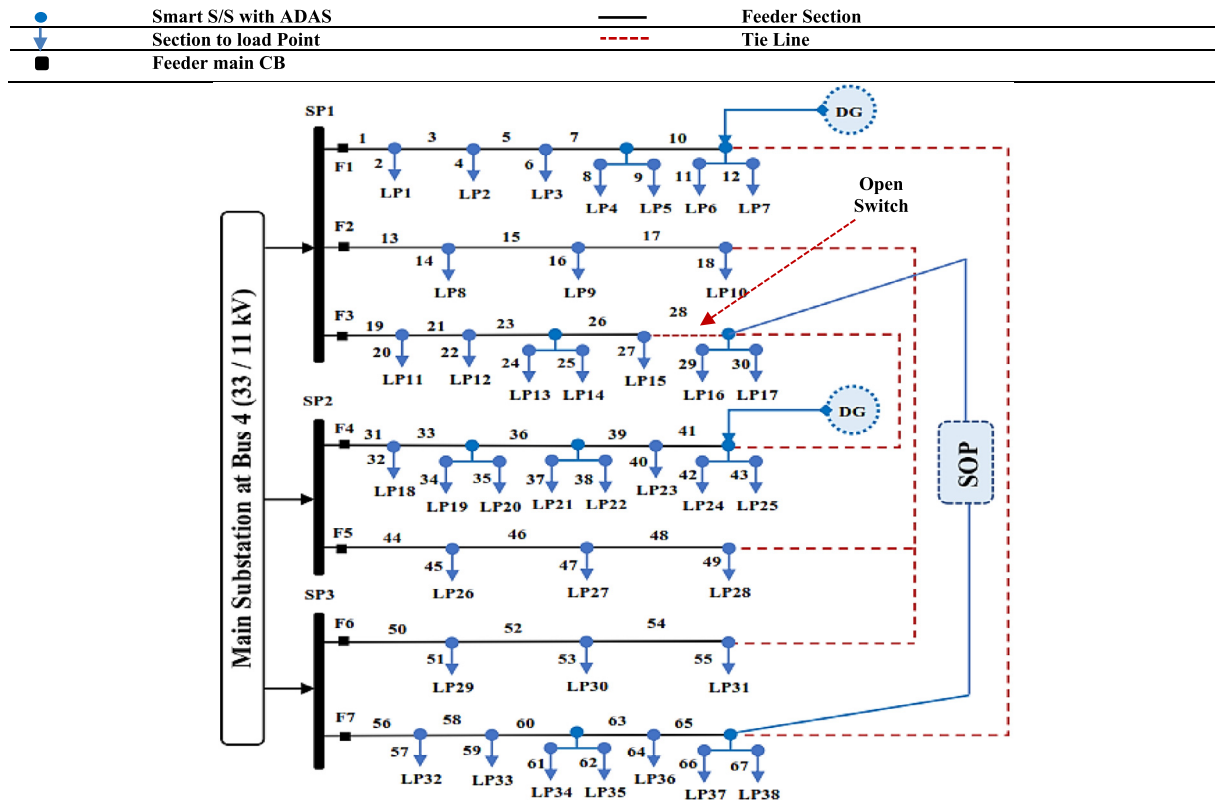 Smart S/S with ADAS
Feeder Section
Section to load Point
Tie Line
Feeder main CB
Main Substation at Bus 4 (33 / 11 kV)
SP1
DG
1 3 5 7 10
F1
2 4 6 8 9 11 12
LP1 LP2 LP3 LP4 LP5 LP6 LP7
Open
Switch
F2
13 15 17
14 16 18
LP8 LP9 LP10
28
F3
19 21 23 26
20 22 24 25 27 29 30
LP11 LP12 LP13 LP14 LP15 LP16 LP17
SP2
DG
F4
31 33 36 39 41
32 34 35 37 38 40 42 43
LP18 LP19 LP20 LP21 LP22 LP23 LP24 LP25
SOP
F5
44 46 48
45 47 49
LP26 LP27 LP28
SP3
F6
50 52 54
51 53 55
LP29 LP30 LP31
F7
56 58 60 63 65
57 59 61 62 64 66 67
LP32 LP33 LP34 LP35 LP36 LP37 LP38